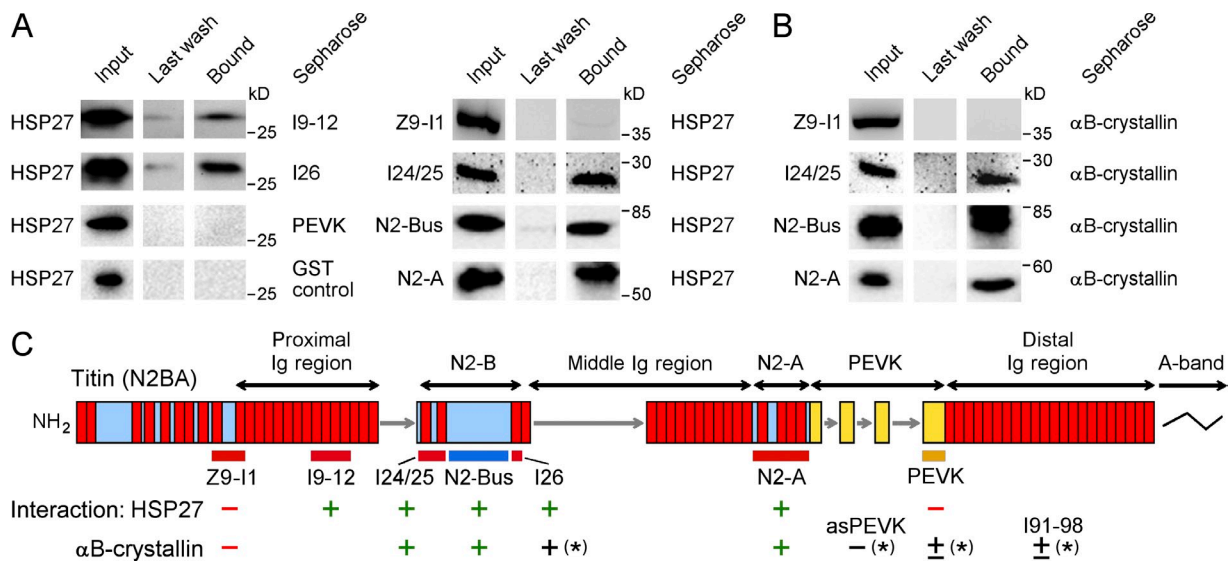 A
Input Last wash Bound Sepharose
kD
HSP27 -25 I9-12
HSP27 -25 I26
HSP27 -25 PEVK
HSP27 -25 GST control
Input Last wash Bound Sepharose
kD
Z9-I1 -35 HSP27
I24/25 -30 HSP27
N2-Bus -85 HSP27
N2-A -50 HSP27
B
Input Last wash Bound Sepharose
kD
Z9-I1 -35 αB-crystallin
I24/25 -30 αB-crystallin
N2-Bus -85 αB-crystallin
N2-A -60 αB-crystallin
C
Titin (N2BA)
Proximal Ig region N2-B Middle Ig region N2-A PEVK Distal Ig region A-band
NH2
Z9-I1 I9-12 I24/25 N2-Bus I26 N2-A PEVK
Interaction: HSP27 − + + + + + −
asPEVK I91-98
αB-crystallin − + + + (*) + − (*) ± (*) ± (*)